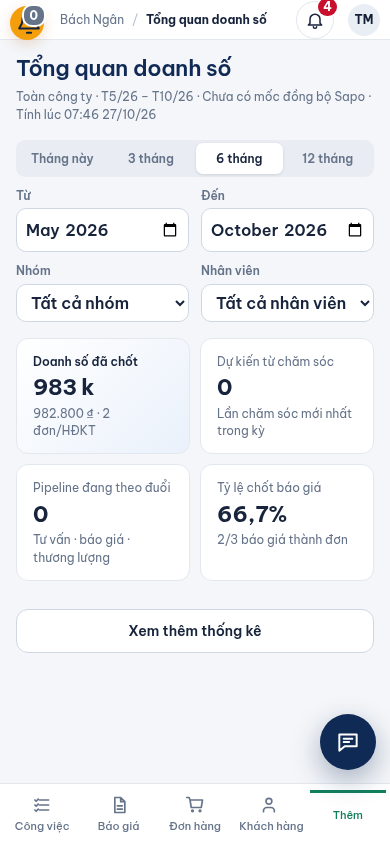 0
Bách Ngân / Tổng quan doanh số
4
TM
Tổng quan doanh số
Toàn công ty · T5/26 – T10/26 · Chưa có mốc đồng bộ Sapo ·
Tính lúc 07:46 27/10/26
Tháng này
3 tháng
6 tháng
12 tháng
Từ
Đến
May 2026
October 2026
Nhóm
Nhân viên
Tất cả nhóm
Tất cả nhân viên
Doanh số đã chốt
983 k
982.800 ₫ · 2
đơn/HĐKT
Dự kiến từ chăm sóc
0
Lần chăm sóc mới nhất
trong kỳ
Pipeline đang theo đuổi
0
Tư vấn · báo giá ·
thương lượng
Tỷ lệ chốt báo giá
66,7%
2/3 báo giá thành đơn
Xem thêm thống kê
Công việc
Báo giá
Đơn hàng
Khách hàng
Thêm